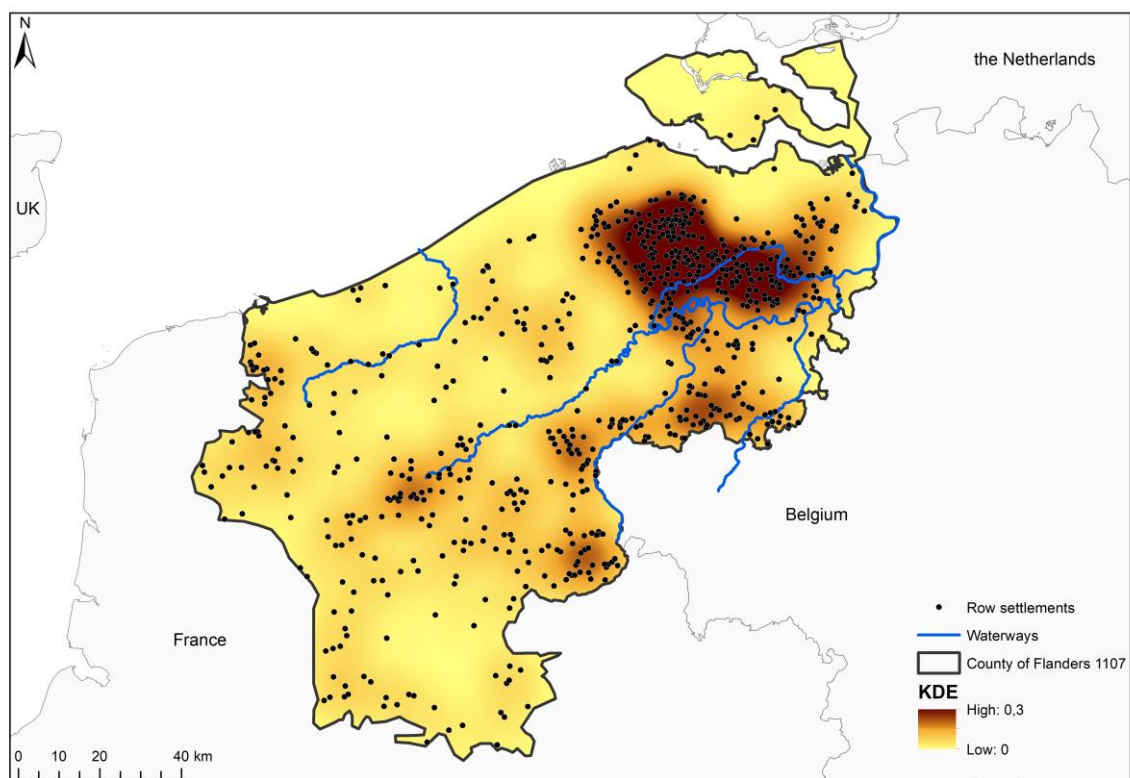 N
the Netherlands
UK
Belgium
France
Row settlements
Waterways
County of Flanders 1107
KDE
High: 0,3
Low: 0
0 10 20 40 km